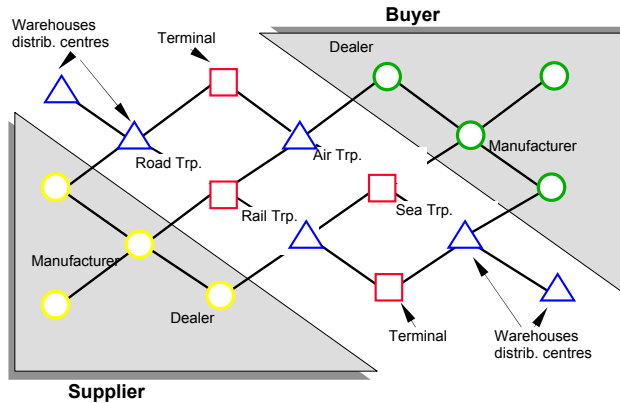 Buyer
Warehouses
distrib. centres
Terminal
Dealer
Manufacturer
Road Trp.
Air Trp.
Rail Trp.
Sea Trp.
Manufacturer
Dealer
Terminal
Warehouses
distrib. centres
Supplier